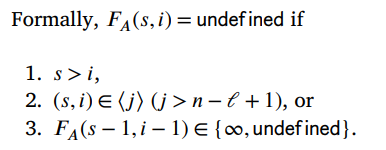 Formally, F_A(s, i) = undefined if
1. s > i,
2. (s, i) ∈ ⟨j⟩ (j > n − ℓ + 1), or
3. F_A(s − 1, i − 1) ∈ {∞, undefined}.